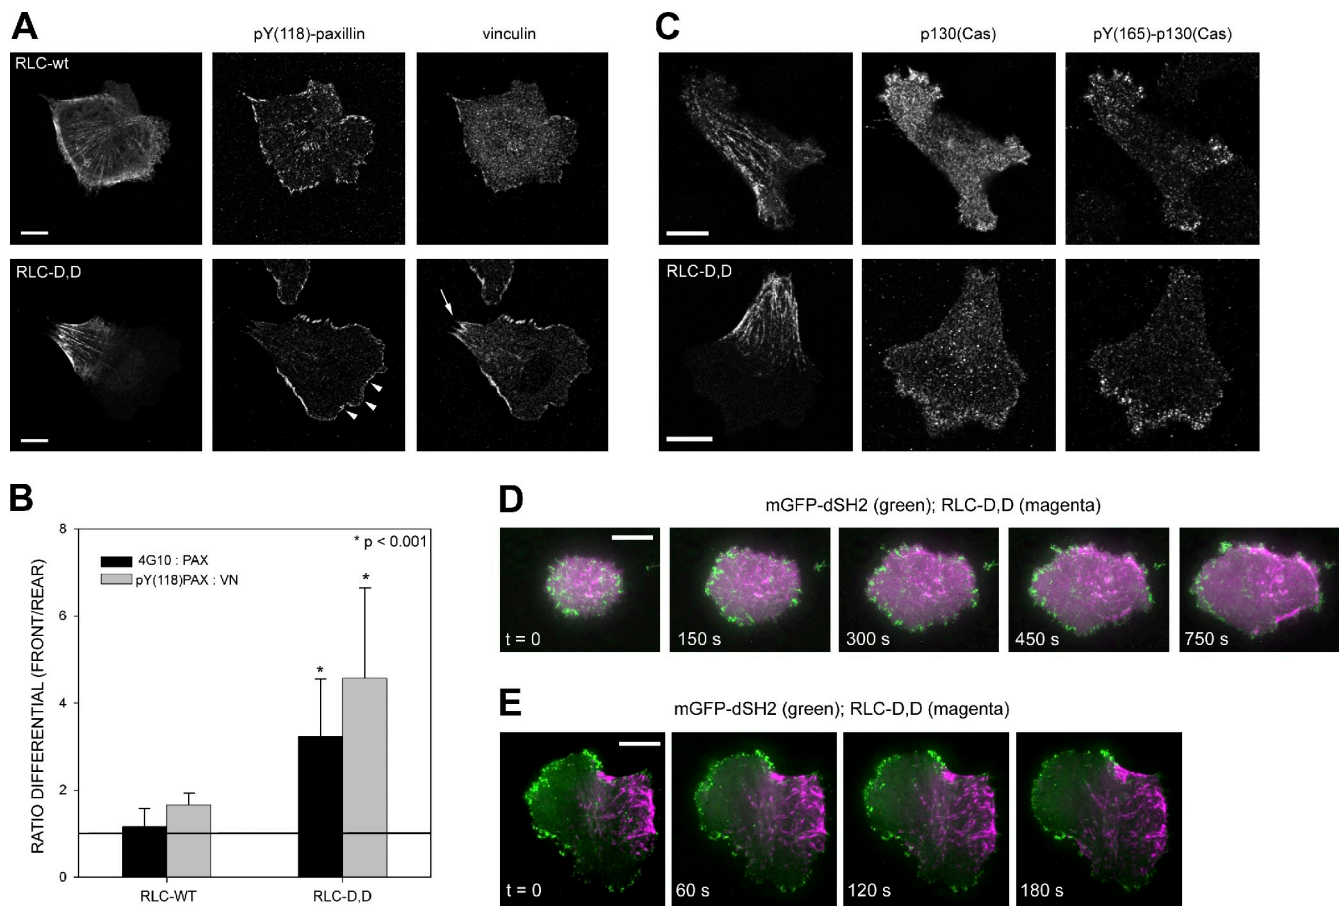 A
pY(118)-paxillin
vinculin
RLC-wt
RLC-D,D
C
p130(Cas)
pY(165)-p130(Cas)
RLC-D,D
B
8
* p < 0.001
4G10 : PAX
pY(118)PAX : VN
*
*
6
4
2
0
RATIO DIFFERENTIAL (FRONT/REAR)
RLC-WT
RLC-D,D
D
mGFP-dSH2 (green); RLC-D,D (magenta)
t = 0
150 s
300 s
450 s
750 s
E
mGFP-dSH2 (green); RLC-D,D (magenta)
t = 0
60 s
120 s
180 s